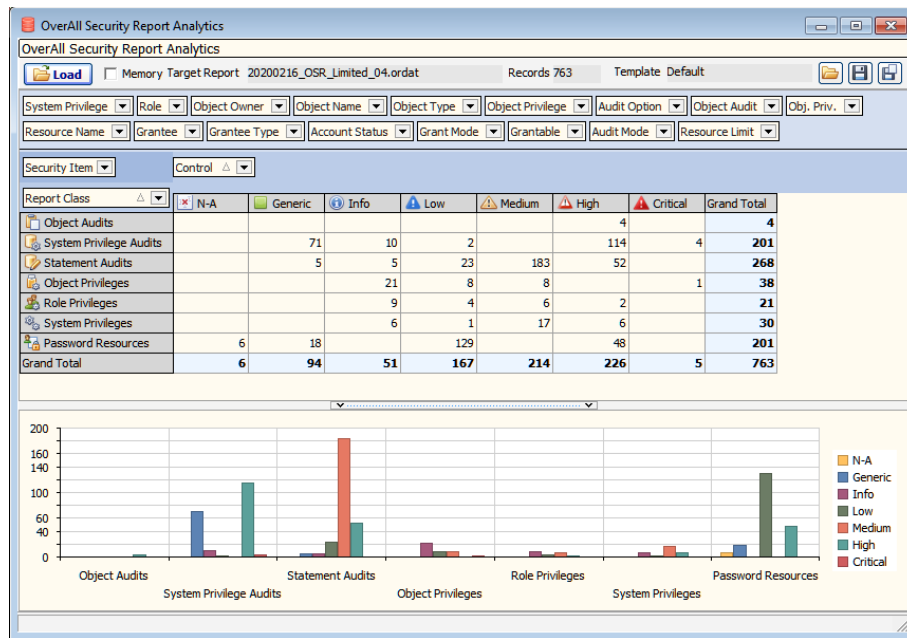 OverAll Security Report Analytics
OverAll Security Report Analytics
Load Memory Target Report 20200216_OSR_Limited_04.ordat Records 763 Template Default
System Privilege Role Object Owner Object Name Object Type Object Privilege Audit Option Object Audit Obj. Priv.
Resource Name Grantee Grantee Type Account Status Grant Mode Grantable Audit Mode Resource Limit
Security Item Control
Report Class N-A Generic Info Low Medium High Critical Grand Total
Object Audits 4 4
System Privilege Audits 71 10 2 114 4 201
Statement Audits 5 5 23 183 52 268
Object Privileges 21 8 8 1 38
Role Privileges 9 4 6 2 21
System Privileges 6 1 17 6 30
Password Resources 6 18 129 48 201
Grand Total 6 94 51 167 214 226 5 763
200
160
140
100
60
40
0
Object Audits Statement Audits Role Privileges Password Resources
System Privilege Audits Object Privileges System Privileges
N-A
Generic
Info
Low
Medium
High
Critical